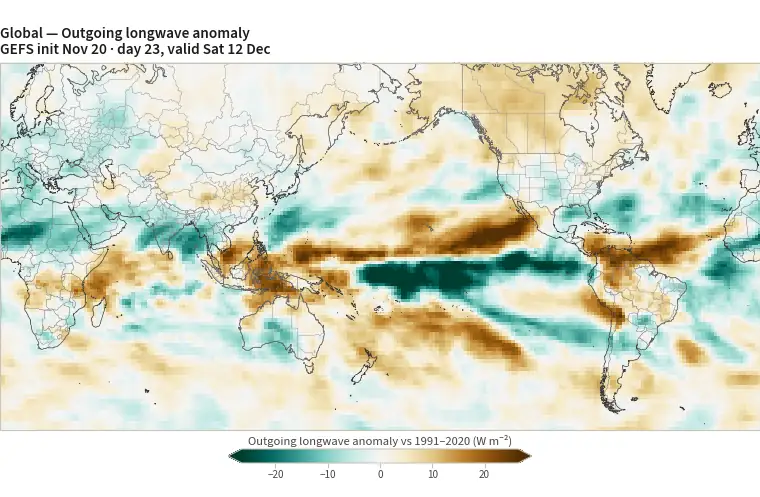 Global — Outgoing longwave anomaly
GEFS init Nov 20 · day 23, valid Sat 12 Dec
Outgoing longwave anomaly vs 1991–2020 (W m⁻²)
−20 −10 0 10 20